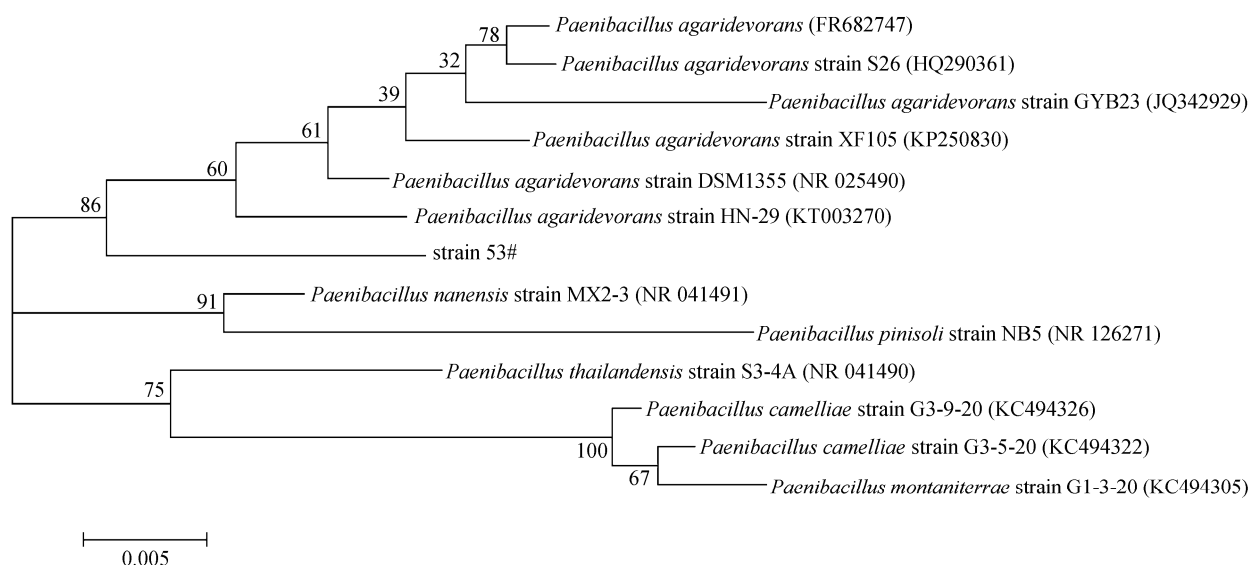 Paenibacillus agaridevorans (FR682747)
78
Paenibacillus agaridevorans strain S26 (HQ290361)
32
Paenibacillus agaridevorans strain GYB23 (JQ342929)
39
Paenibacillus agaridevorans strain XF105 (KP250830)
61
Paenibacillus agaridevorans strain DSM1355 (NR 025490)
60
Paenibacillus agaridevorans strain HN-29 (KT003270)
86
strain 53#
Paenibacillus nanensis strain MX2-3 (NR 041491)
91
Paenibacillus pinisoli strain NB5 (NR 126271)
Paenibacillus thailandensis strain S3-4A (NR 041490)
75
Paenibacillus camelliae strain G3-9-20 (KC494326)
100
Paenibacillus camelliae strain G3-5-20 (KC494322)
67
Paenibacillus montaniterrae strain G1-3-20 (KC494305)
0.005